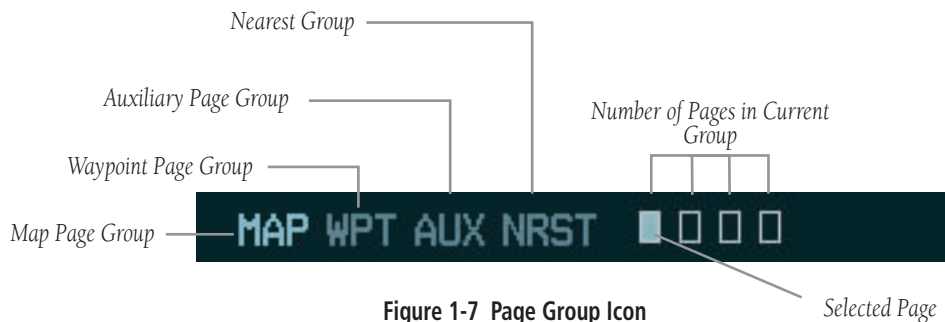 Nearest Group
Auxiliary Page Group
Number of Pages in Current
Group
Waypoint Page Group
Map Page Group
MAP WPT AUX NRST
Selected Page
Figure 1-7 Page Group Icon